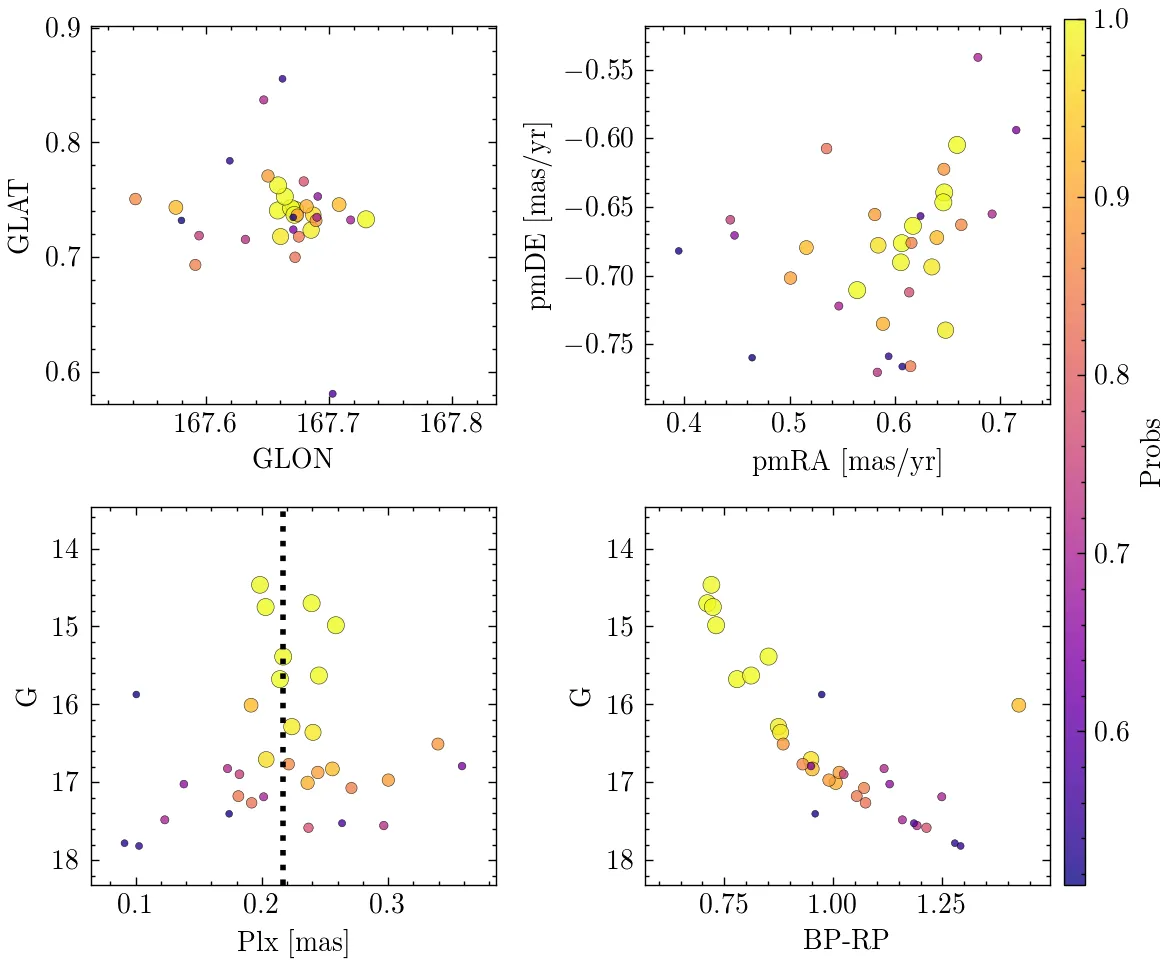 0.9
0.8
0.7
0.6
GLAT
167.6 167.7 167.8
GLON
−0.55
−0.60
−0.65
−0.70
−0.75
pmDE [mas/yr]
0.4 0.5 0.6 0.7
pmRA [mas/yr]
14
15
16
17
18
G
0.1 0.2 0.3
Plx [mas]
14
15
16
17
18
G
0.75 1.00 1.25
BP-RP
1.0
0.9
0.8
0.7
0.6
Probs